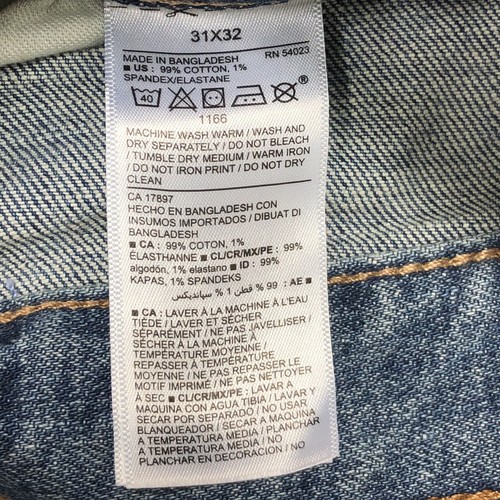 31X32
MADE IN BANGLADESH RN 54023
■ US : 99% COTTON, 1%
SPANDEX/ELASTANE
40 ®
1166
MACHINE WASH WARM / WASH AND
DRY SEPARATELY / DO NOT BLEACH
/ TUMBLE DRY MEDIUM / WARM IRON
/ DO NOT IRON PRINT / DO NOT DRY
CLEAN
CA 17897
HECHO EN BANGLADESH CON
INSUMOS IMPORTADOS / DIBUAT DI
BANGLADESH
■ CA : 99% COTON, 1%
ÉLASTHANNE ■ CL/CR/MX/PE : 99%
algodón, 1% elastano ■ ID : 99%
KAPAS, 1% SPANDEKS
■ AE : 99 % قطن 1 % سپاندیکس
■ CA : LAVER À LA MACHINE À L'EAU
TIÈDE / LAVER ET SÉCHER
SÉPARÉMENT / NE PAS JAVELLISER /
SÉCHER À LA MACHINE À
TEMPÉRATURE MOYENNE /
REPASSER À TEMPÉRATURE
MOYENNE / NE PAS REPASSER LE
MOTIF IMPRIMÉ / NE PAS NETTOYER
À SEC ■ CL/CR/MX/PE : LAVAR A
MAQUINA CON AGUA TIBIA / LAVAR Y
SECAR POR SEPARADO / NO USAR
BLANQUEADOR / SECAR A MAQUINA
A TEMPERATURA MEDIA / PLANCHAR
A TEMPERATURA MEDIA / NO
PLANCHAR